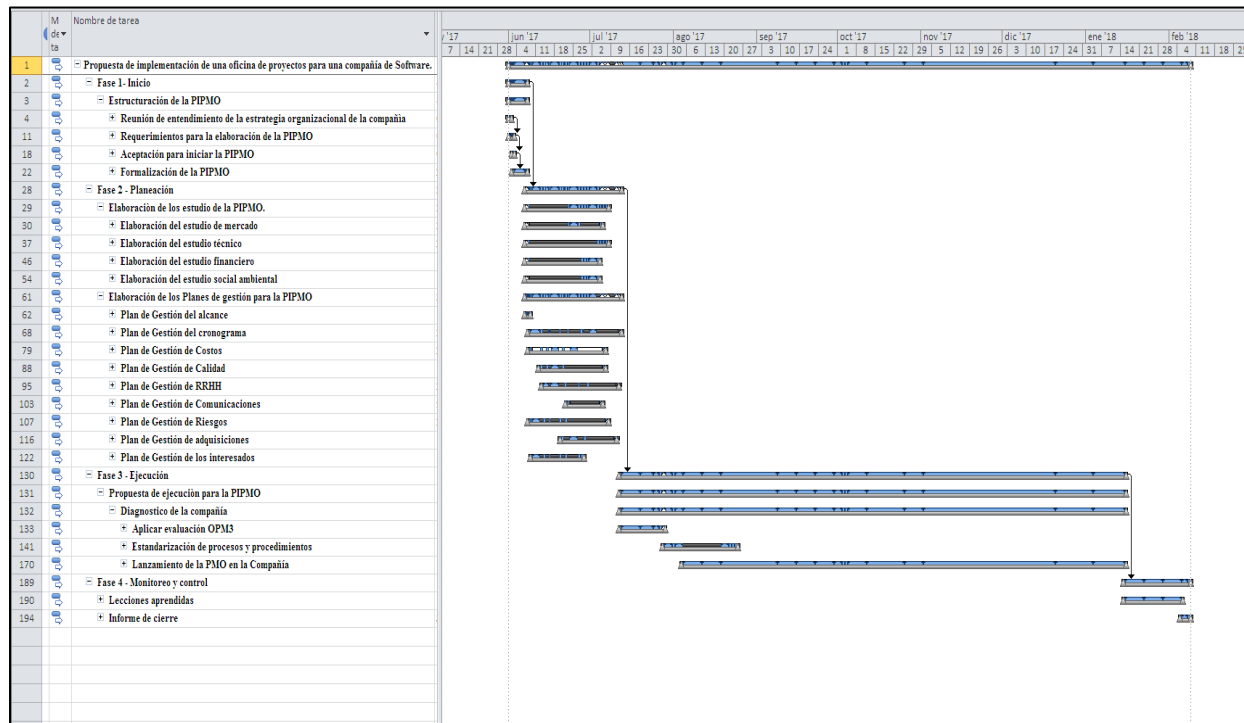 M de ta Nombre de tarea
'17 jun '17 jul '17 ago '17 sep '17 oct '17 nov '17 dic '17 ene '18 feb '18
7 14 21 28 4 11 18 25 2 9 16 23 30 6 13 20 27 3 10 17 24 1 8 15 22 29 5 12 19 26 3 10 17 24 31 7 14 21 28 4 11 18 25
1 Propuesta de implementación de una oficina de proyectos para una compañia de Software.
2 Fase 1- Inicio
3 Estructuración de la PIPMO
4 Reunión de entendimiento de la estrategia organizacional de la compañia
11 Requerimientos para la elaboración de la PIPMO
18 Aceptación para iniciar la PIPMO
22 Formalización de la PIPMO
28 Fase 2 - Planeación
29 Elaboración de los estudio de la PIPMO.
30 Elaboración del estudio de mercado
37 Elaboración del estudio técnico
46 Elaboración del estudio financiero
54 Elaboración del estudio social ambiental
61 Elaboración de los Planes de gestión para la PIPMO
62 Plan de Gestión del alcance
68 Plan de Gestión del cronograma
79 Plan de Gestión de Costos
88 Plan de Gestión de Calidad
95 Plan de Gestión de RRHH
103 Plan de Gestión de Comunicaciones
107 Plan de Gestión de Riesgos
116 Plan de Gestión de adquisiciones
122 Plan de Gestión de los interesados
130 Fase 3 - Ejecución
131 Propuesta de ejecución para la PIPMO
132 Diagnostico de la compañia
133 Aplicar evaluación OPM3
141 Estandarización de procesos y procedimientos
170 Lanzamiento de la PMO en la Compañía
189 Fase 4 - Monitoreo y control
190 Lecciones aprendidas
194 Informe de cierre